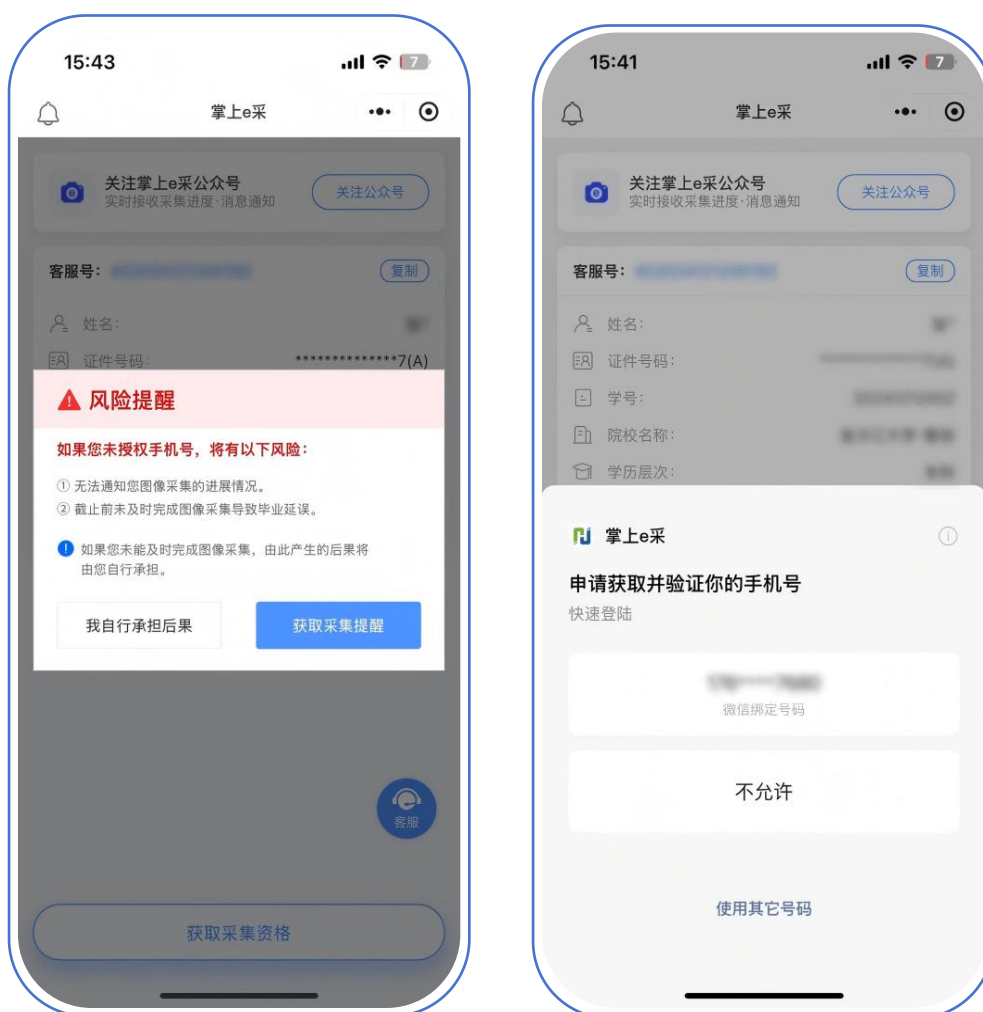 15:43
7
掌上e采
关注掌上e采公众号
实时接收采集进度·消息通知
关注公众号
客服号：
复制
姓名：
证件号码：
**************7(A)
风险提醒
如果您未授权手机号，将有以下风险：
① 无法通知您图像采集的进展情况。
② 截止前未及时完成图像采集导致毕业延误。
如果您未能及时完成图像采集，由此产生的后果将
由您自行承担。
我自行承担后果
获取采集提醒
客服
获取采集资格
15:41
7
掌上e采
关注掌上e采公众号
实时接收采集进度·消息通知
关注公众号
客服号：
复制
姓名：
证件号码：
学号：
院校名称：
学历层次：
掌上e采
申请获取并验证你的手机号
快速登陆
微信绑定号码
不允许
使用其它号码